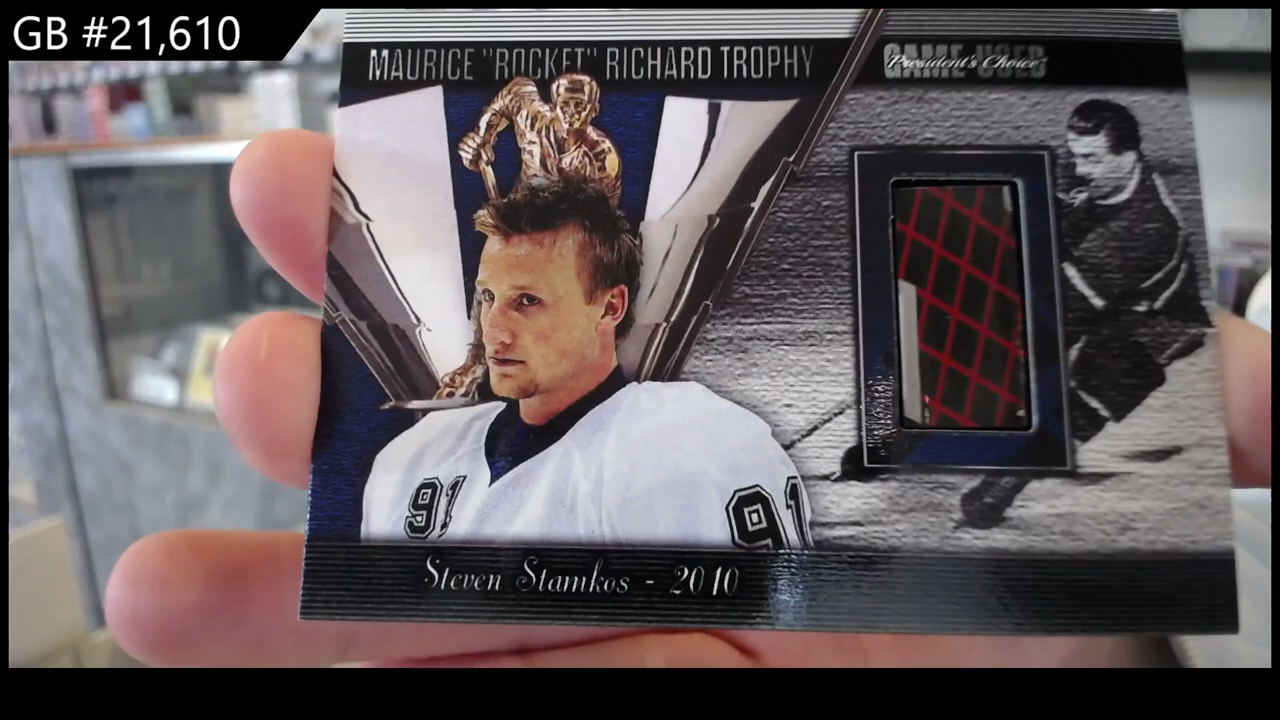 GB #21,610
MAURICE "ROCKET" RICHARD TROPHY
GAME-USED
President's Choice
91
91
Steven Stamkos - 2010